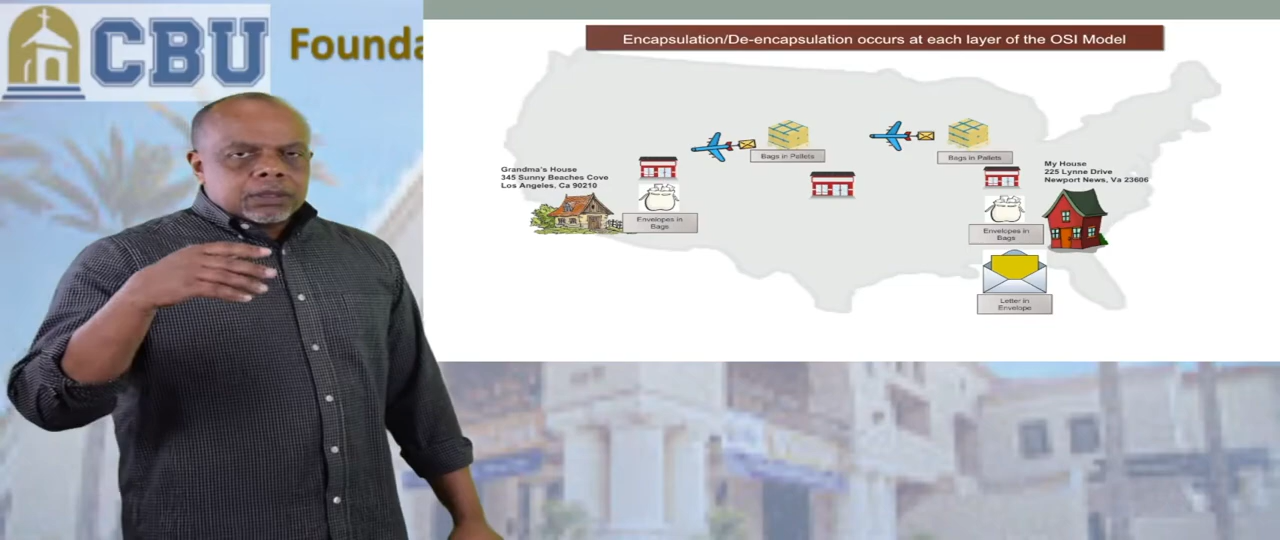 CBU
Founda
Encapsulation/De-encapsulation occurs at each layer of the OSI Model
Bags in Pallets
Bags in Pallets
Grandma's House
345 Sunny Beaches Cove
Los Angeles, Ca 90210
My House
225 Lynne Drive
Newport News, Va 23606
Envelopes in
Bags
Envelopes in
Bags
Letter in
Envelope